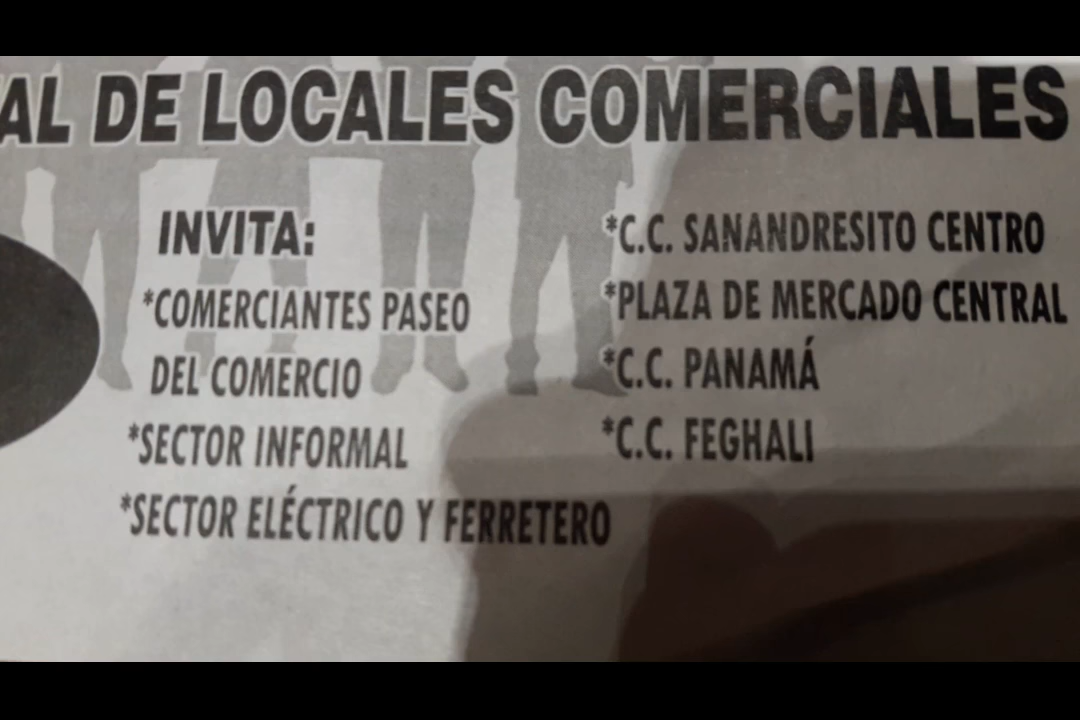 AL DE LOCALES COMERCIALES
INVITA:
*COMERCIANTES PASEO
DEL COMERCIO
*SECTOR INFORMAL
*SECTOR ELÉCTRICO Y FERRETERO
*C.C. SANANDRESITO CENTRO
*PLAZA DE MERCADO CENTRAL
*C.C. PANAMÁ
*C.C. FEGHALI